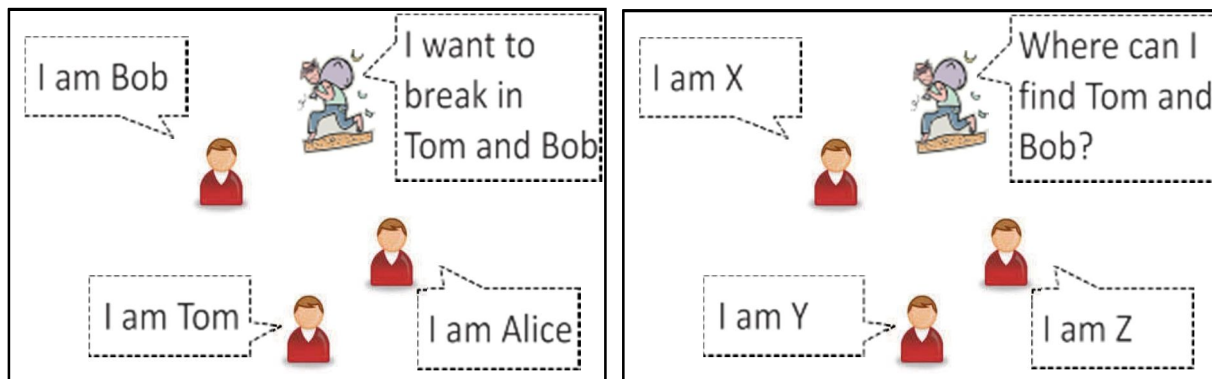 I am Bob
I want to
break in
Tom and Bob
I am Tom
I am Alice
I am X
Where can I
find Tom and
Bob?
I am Y
I am Z